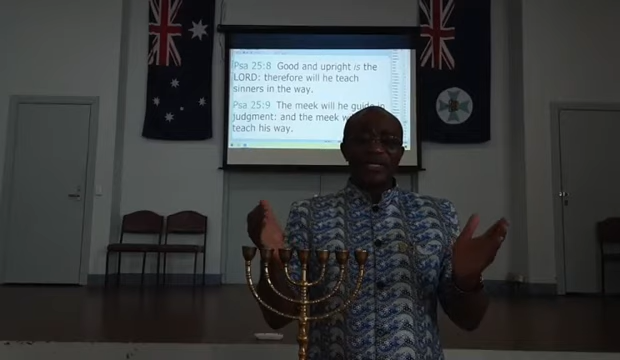 Psa 25:8 Good and upright is the
LORD: therefore will he teach
sinners in the way.
Psa 25:9 The meek will he guide in
judgment: and the meek
teach his way.